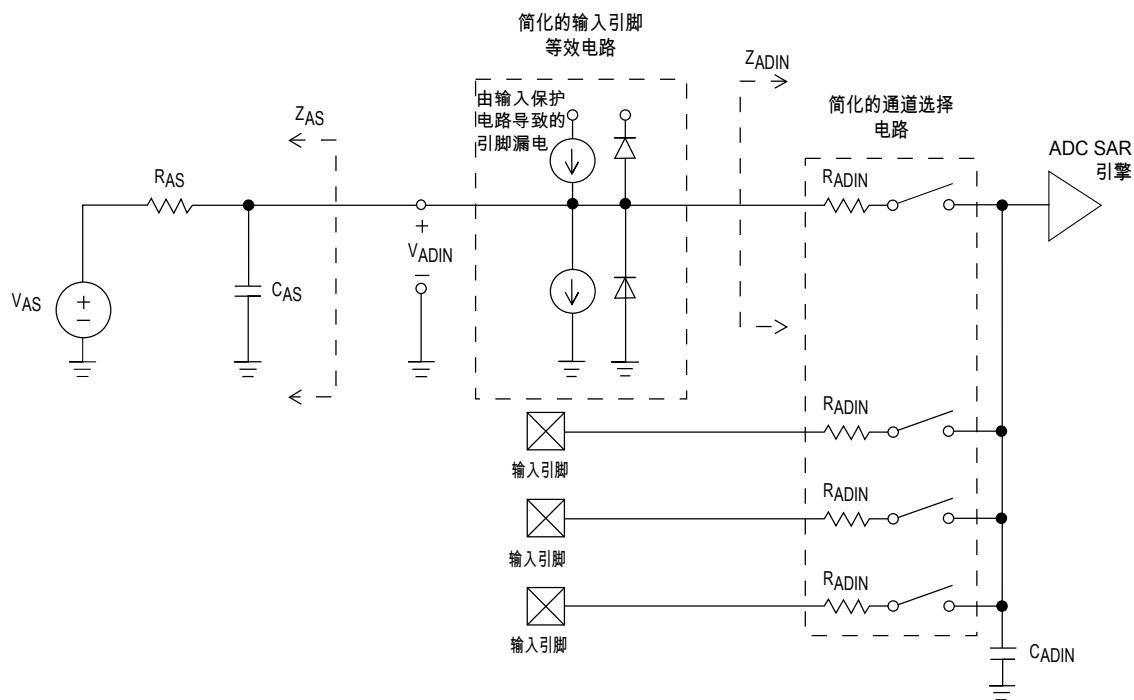 简化的输入引脚
等效电路
ZADIN
由输入保护
电路导致的
引脚漏电
简化的通道选择
电路
ZAS
ADC SAR
引擎
RAS
RADIN
+
VADIN
–
CAS
VAS
+
–
RADIN
输入引脚
RADIN
输入引脚
RADIN
输入引脚
CADIN